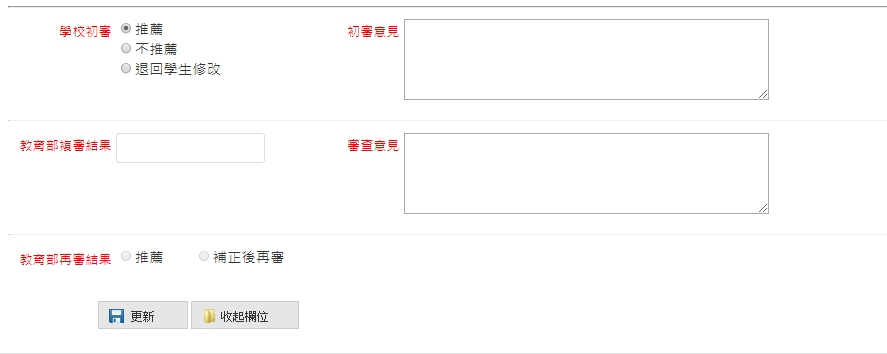 學校初審 推薦 初審意見
不推薦
退回學生修改
教育部複審結果 審查意見
教育部再審結果 推薦 補正後再審
更新 收起欄位